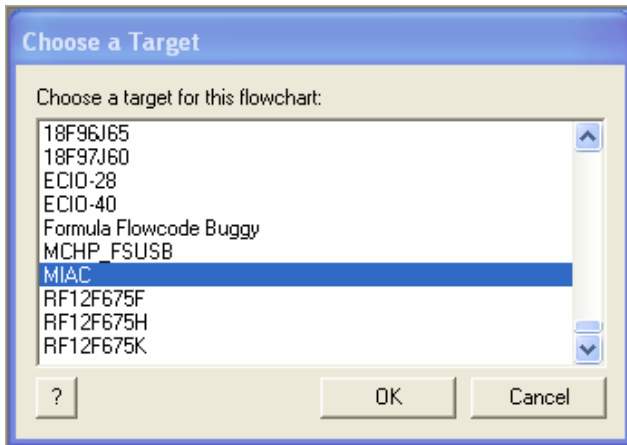 Choose a Target
Choose a target for this flowchart:
18F96J65
18F97J60
ECIO-28
ECIO-40
Formula Flowcode Buggy
MCHP_FSUSB
MIAC
RF12F675F
RF12F675H
RF12F675K
? OK Cancel